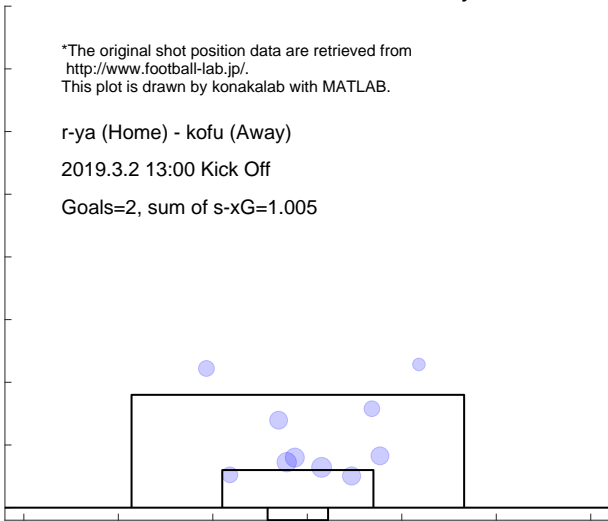 *The original shot position data are retrieved from
http://www.football-lab.jp/.
This plot is drawn by konakalab with MATLAB.
r-ya (Home) - kofu (Away)
2019.3.2 13:00 Kick Off
Goals=2, sum of s-xG=1.005